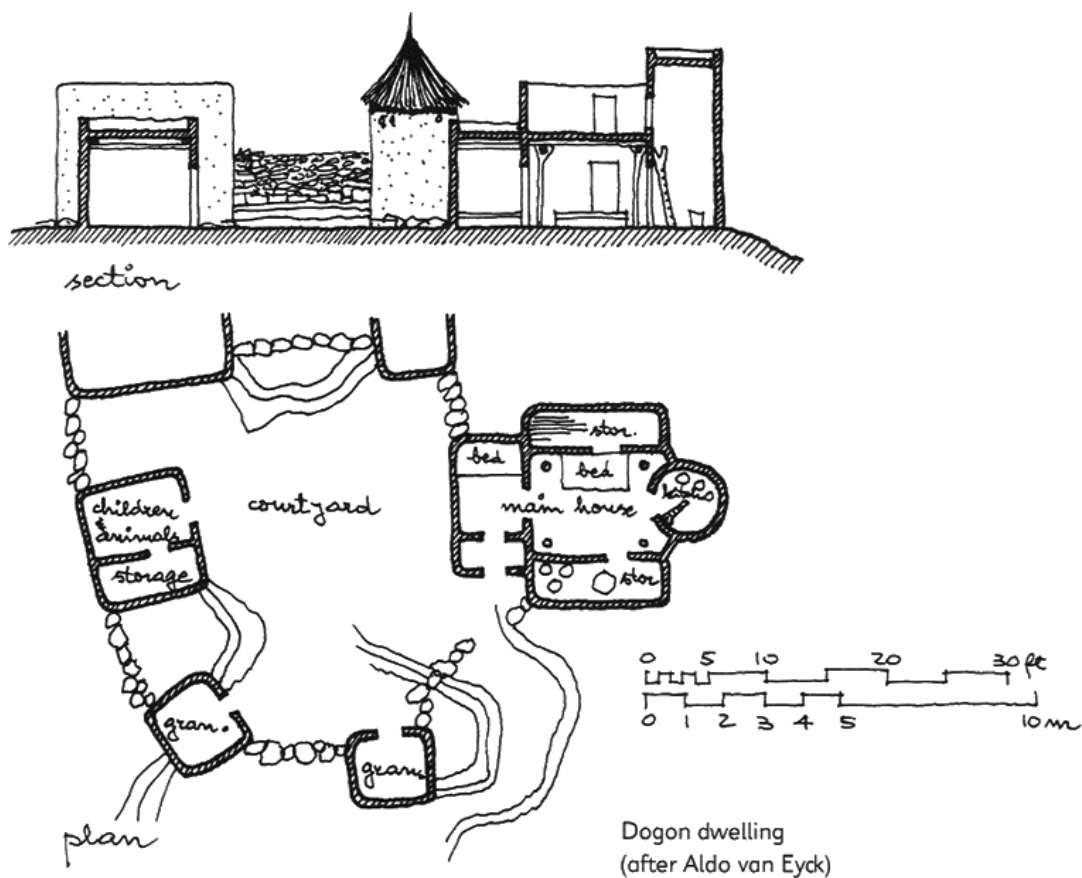 section
bed
stor.
bed
children
& animals
courtyard
main house
storage
stor
gran.
gran.
0 5 10 20 30 ft
0 1 2 3 4 5 10 m
plan
Dogon dwelling
(after Aldo van Eyck)